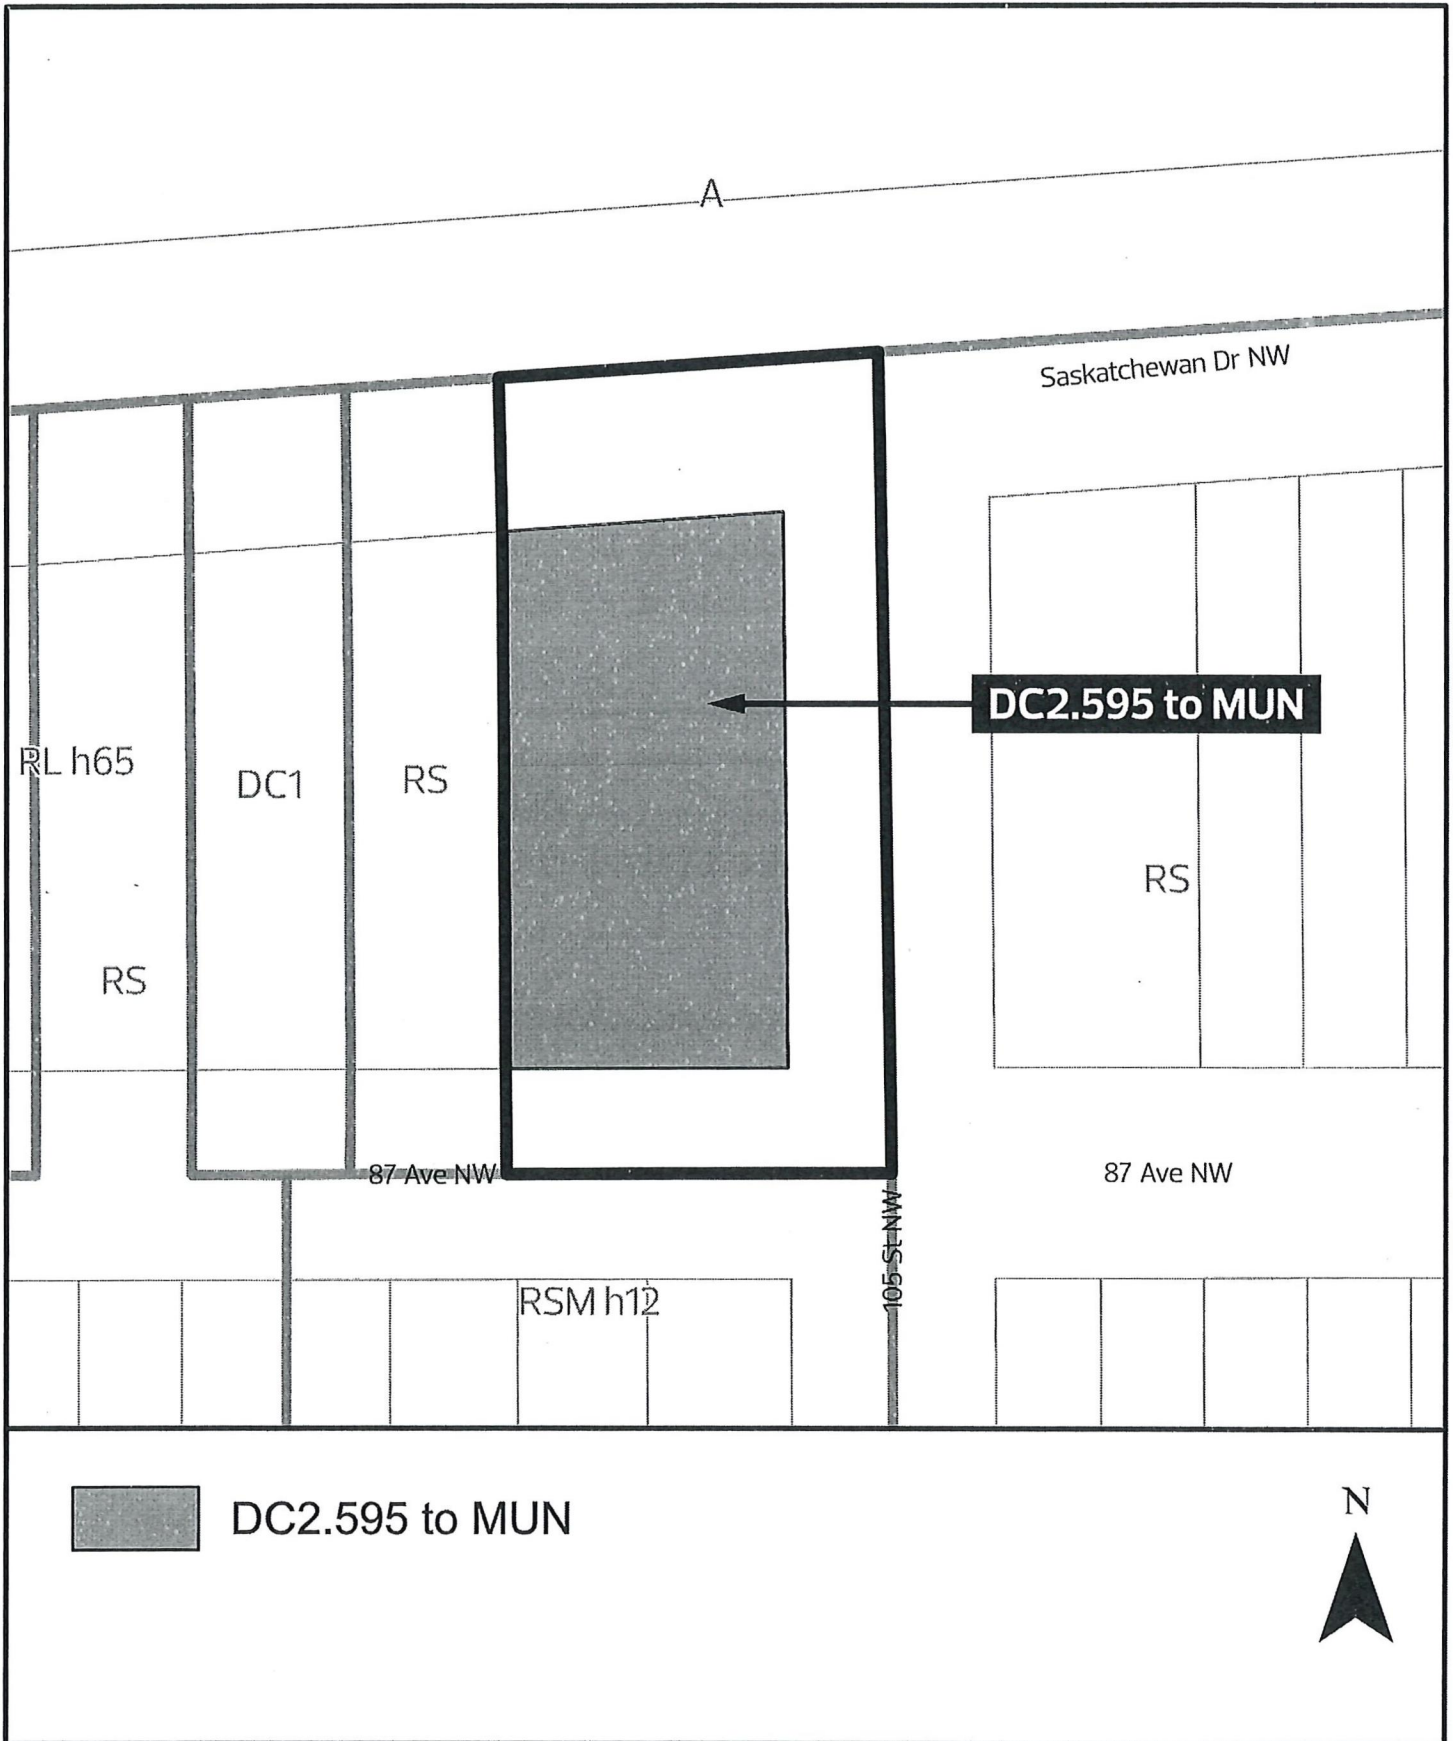 A
Saskatchewan Dr NW
DC2.595 to MUN
RL h65
DC1
RS
RS
RS
87 Ave NW
87 Ave NW
105 St NW
RSM h12
DC2.595 to MUN
N